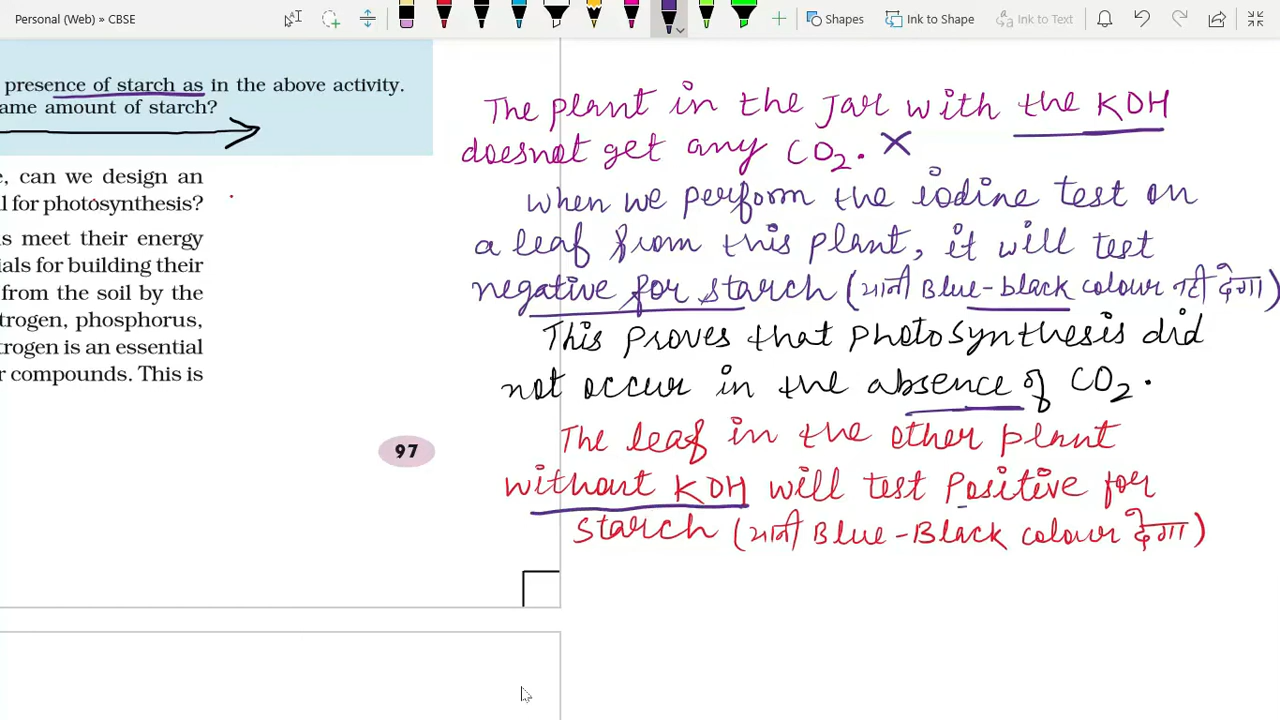 Personal (Web) » CBSE
Shapes
Ink to Shape
Ink to Text
presence of starch as in the above activity.
ame amount of starch?
e, can we design an
l for photosynthesis?
s meet their energy
ials for building their
from the soil by the
trogen, phosphorus,
trogen is an essential
r compounds. This is
97
The plant in the Jar with the KOH
doesnot get any CO2. ×
when we perform the iodine test on
a leaf from this plant, it will test
negative for starch (यानी Blue-black colour नही देगा)
This proves that photosynthesis did
not occur in the absence of CO2.
The leaf in the other plant
without KOH will test Positive for
starch (यानी Blue-Black colour देगा)